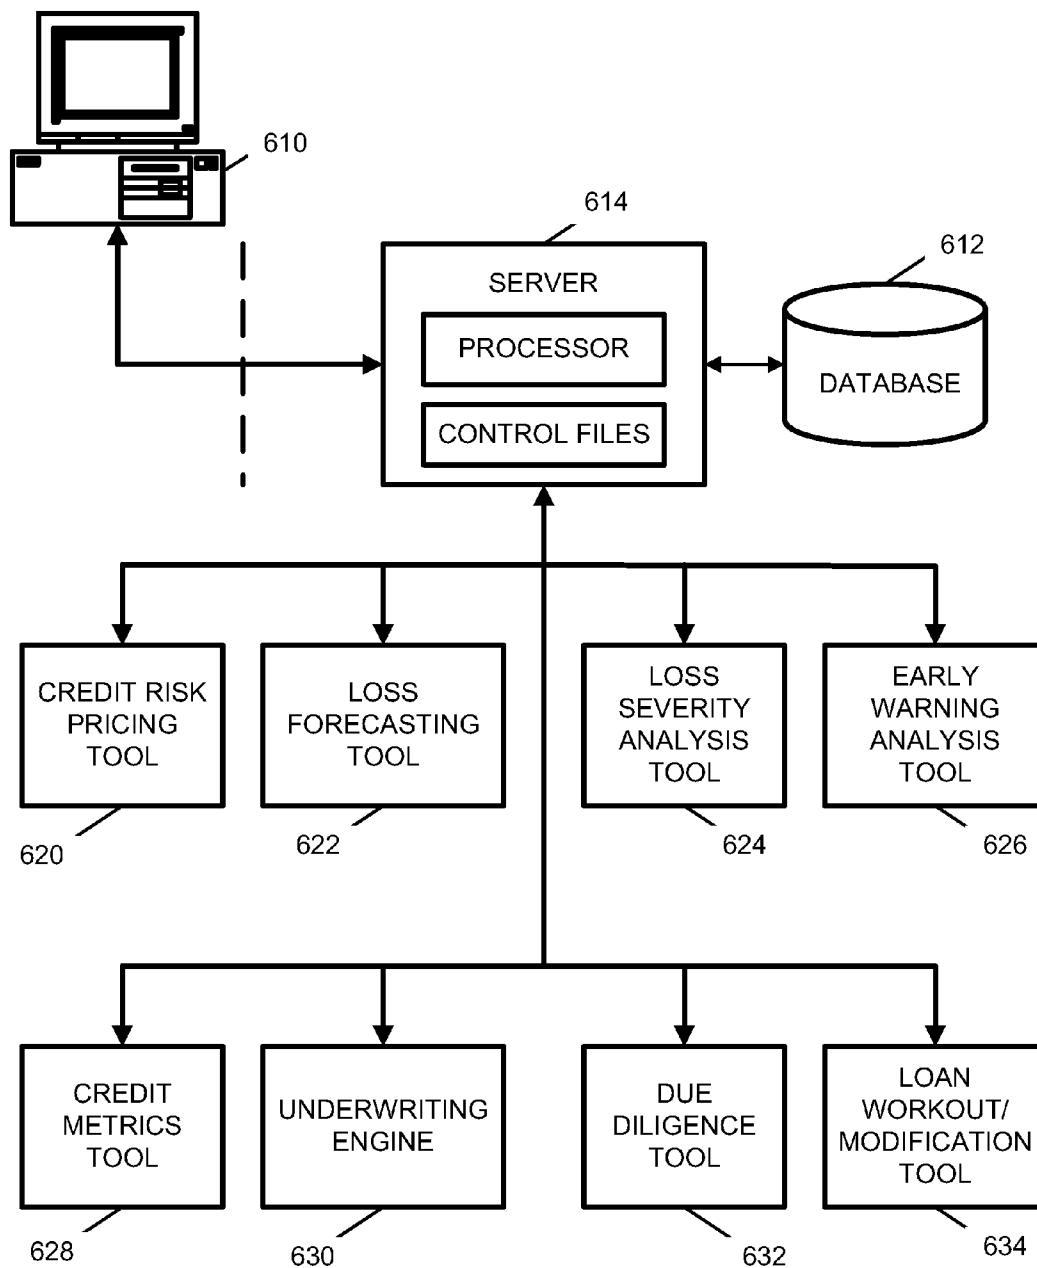 610
614
612
SERVER
PROCESSOR
CONTROL FILES
DATABASE
CREDIT RISK
PRICING
TOOL
LOSS
FORECASTING
TOOL
LOSS
SEVERITY
ANALYSIS
TOOL
EARLY
WARNING
ANALYSIS
TOOL
620
622
624
626
CREDIT
METRICS
TOOL
UNDERWRITING
ENGINE
DUE
DILIGENCE
TOOL
LOAN
WORKOUT/
MODIFICATION
TOOL
628
630
632
634